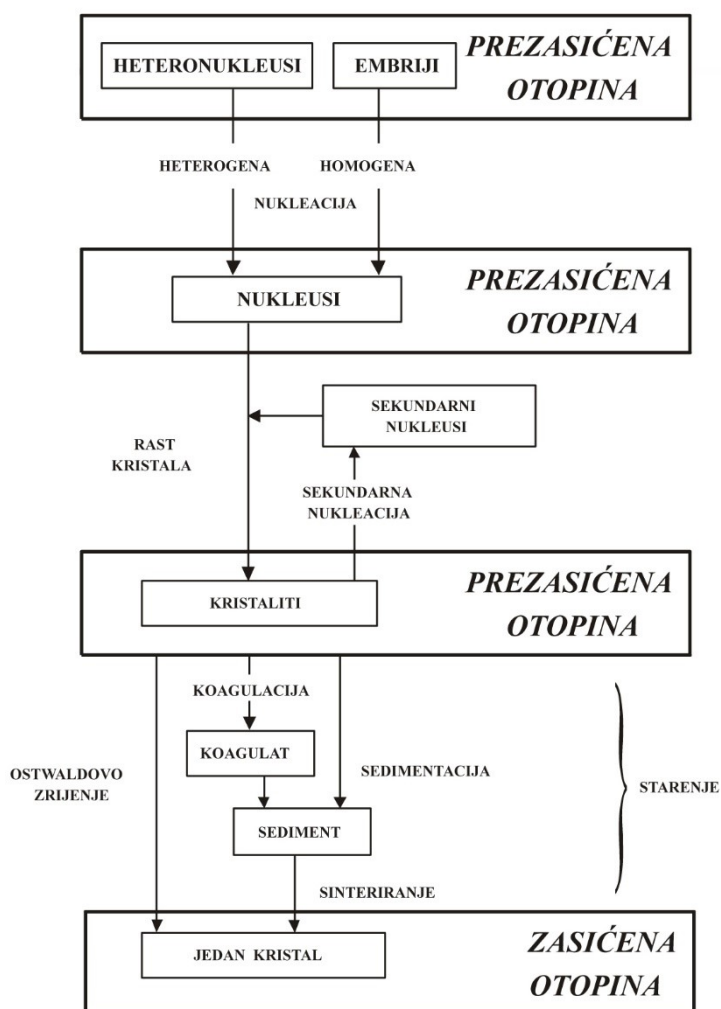 HETERONUKLEUSI
EMBRIJI
PREZASIĆENA
OTOPINA
HETEROGENA
HOMOGENA
NUKLEACIJA
NUKLEUSI
PREZASIĆENA
OTOPINA
SEKUNDARNI
NUKLEUSI
RAST
KRISTALA
SEKUNDARNA
NUKLEACIJA
KRISTALITI
PREZASIĆENA
OTOPINA
KOAGULACIJA
KOAGULAT
OSTWALDOVO
ZRIJENJE
SEDIMENTACIJA
STARENJE
SEDIMENT
SINTERIRANJE
JEDAN KRISTAL
ZASIĆENA
OTOPINA